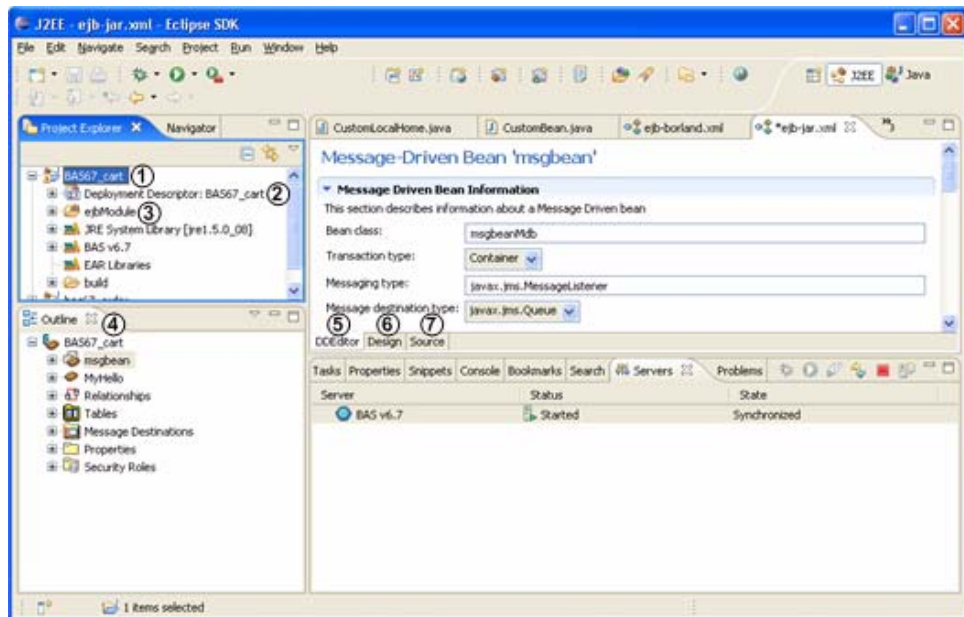 J2EE - ejb-jar.xml - Eclipse SDK
File Edit Navigate Search Project Run Window Help
J2EE Java
Project Explorer Navigator
BAS67_cart ①
Deployment Descriptor: BAS67_cart ②
ejbModule ③
JRE System Library [jre1.5.0_08]
BAS v6.7
EAR Libraries
build
Outline ④
BAS67_cart
msgbean
MyHello
Relationships
Tables
Message Destinations
Properties
Security Roles
CustomLocalHome.java CustomBean.java ejb-borland.xml *ejb-jar.xml
Message-Driven Bean 'msgbean'
Message Driven Bean Information
This section describes information about a Message Driven bean
Bean class: msgbeanMdb
Transaction type: Container
Messaging type: javax.jms.MessageListener
Message destination type: javax.jms.Queue
⑤ ⑥ ⑦
DDEditor Design Source
Tasks Properties Snippets Console Bookmarks Search Servers Problems
Server Status State
BAS v6.7 Started Synchronized
1 items selected